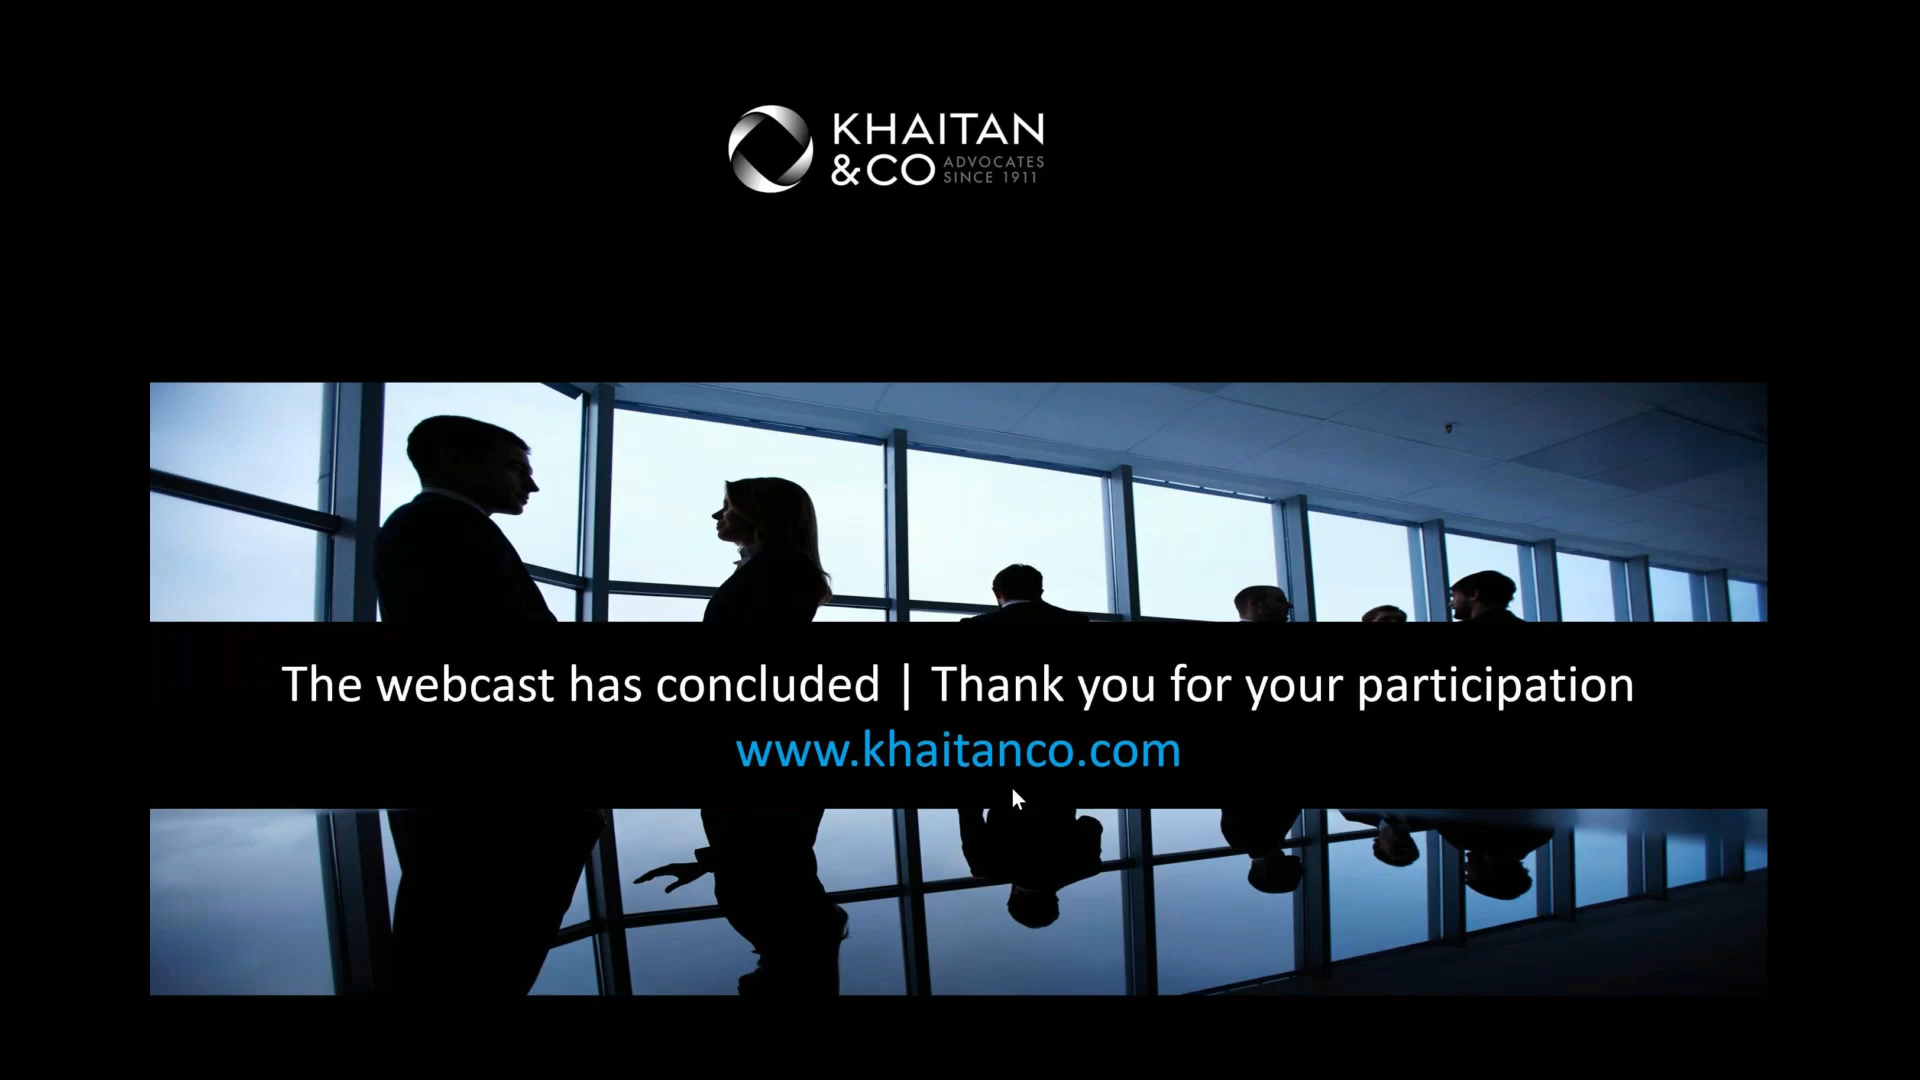 KHAITAN
&CO ADVOCATES
SINCE 1911
The webcast has concluded | Thank you for your participation
www.khaitanco.com